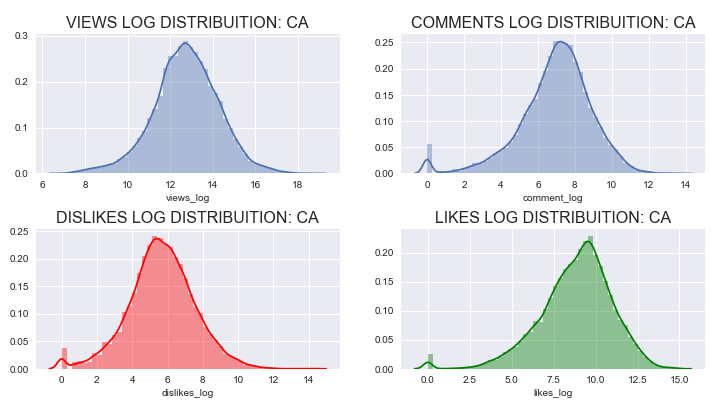 VIEWS LOG DISTRIBUITION: CA
0.3
0.2
0.1
0.0
6 8 10 12 14 16 18
views_log
COMMENTS LOG DISTRIBUITION: CA
0.25
0.20
0.15
0.10
0.05
0.00
0 2 4 6 8 10 12 14
comment_log
DISLIKES LOG DISTRIBUITION: CA
0.25
0.20
0.15
0.10
0.05
0.00
0 2 4 6 8 10 12 14
dislikes_log
LIKES LOG DISTRIBUITION: CA
0.20
0.15
0.10
0.05
0.00
0.0 2.5 5.0 7.5 10.0 12.5 15.0
likes_log